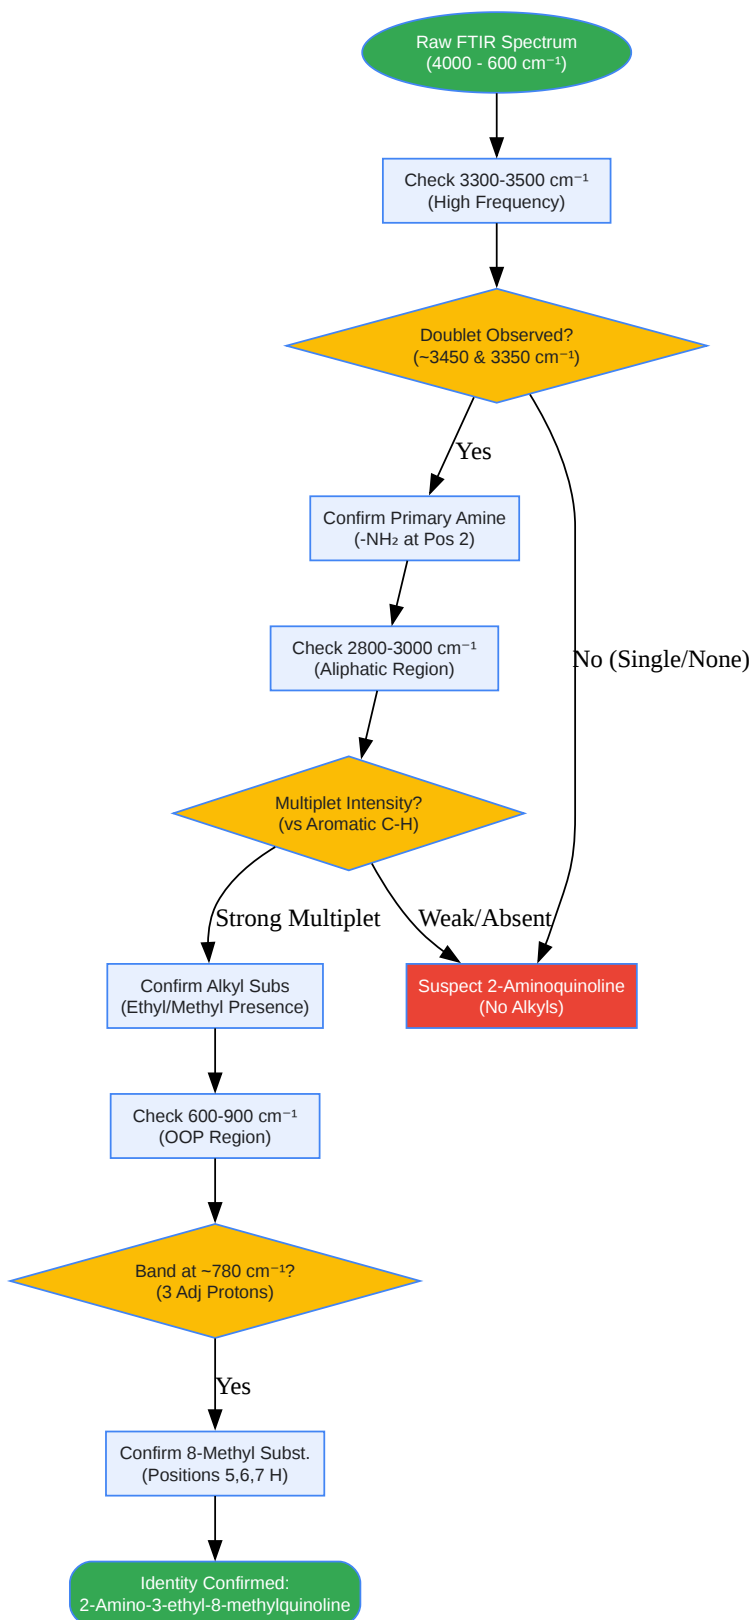 Raw FTIR Spectrum
(4000 - 600 cm⁻¹)
Check 3300-3500 cm⁻¹
(High Frequency)
Doublet Observed?
(~3450 & 3350 cm⁻¹)
Yes
Confirm Primary Amine
(-NH₂ at Pos 2)
Check 2800-3000 cm⁻¹
(Aliphatic Region)
No (Single/None)
Multiplet Intensity?
(vs Aromatic C-H)
Strong Multiplet
Weak/Absent
Confirm Alkyl Subs
(Ethyl/Methyl Presence)
Suspect 2-Aminoquinoline
(No Alkyls)
Check 600-900 cm⁻¹
(OOP Region)
Band at ~780 cm⁻¹?
(3 Adj Protons)
Yes
Confirm 8-Methyl Subst.
(Positions 5,6,7 H)
Identity Confirmed:
2-Amino-3-ethyl-8-methylquinoline